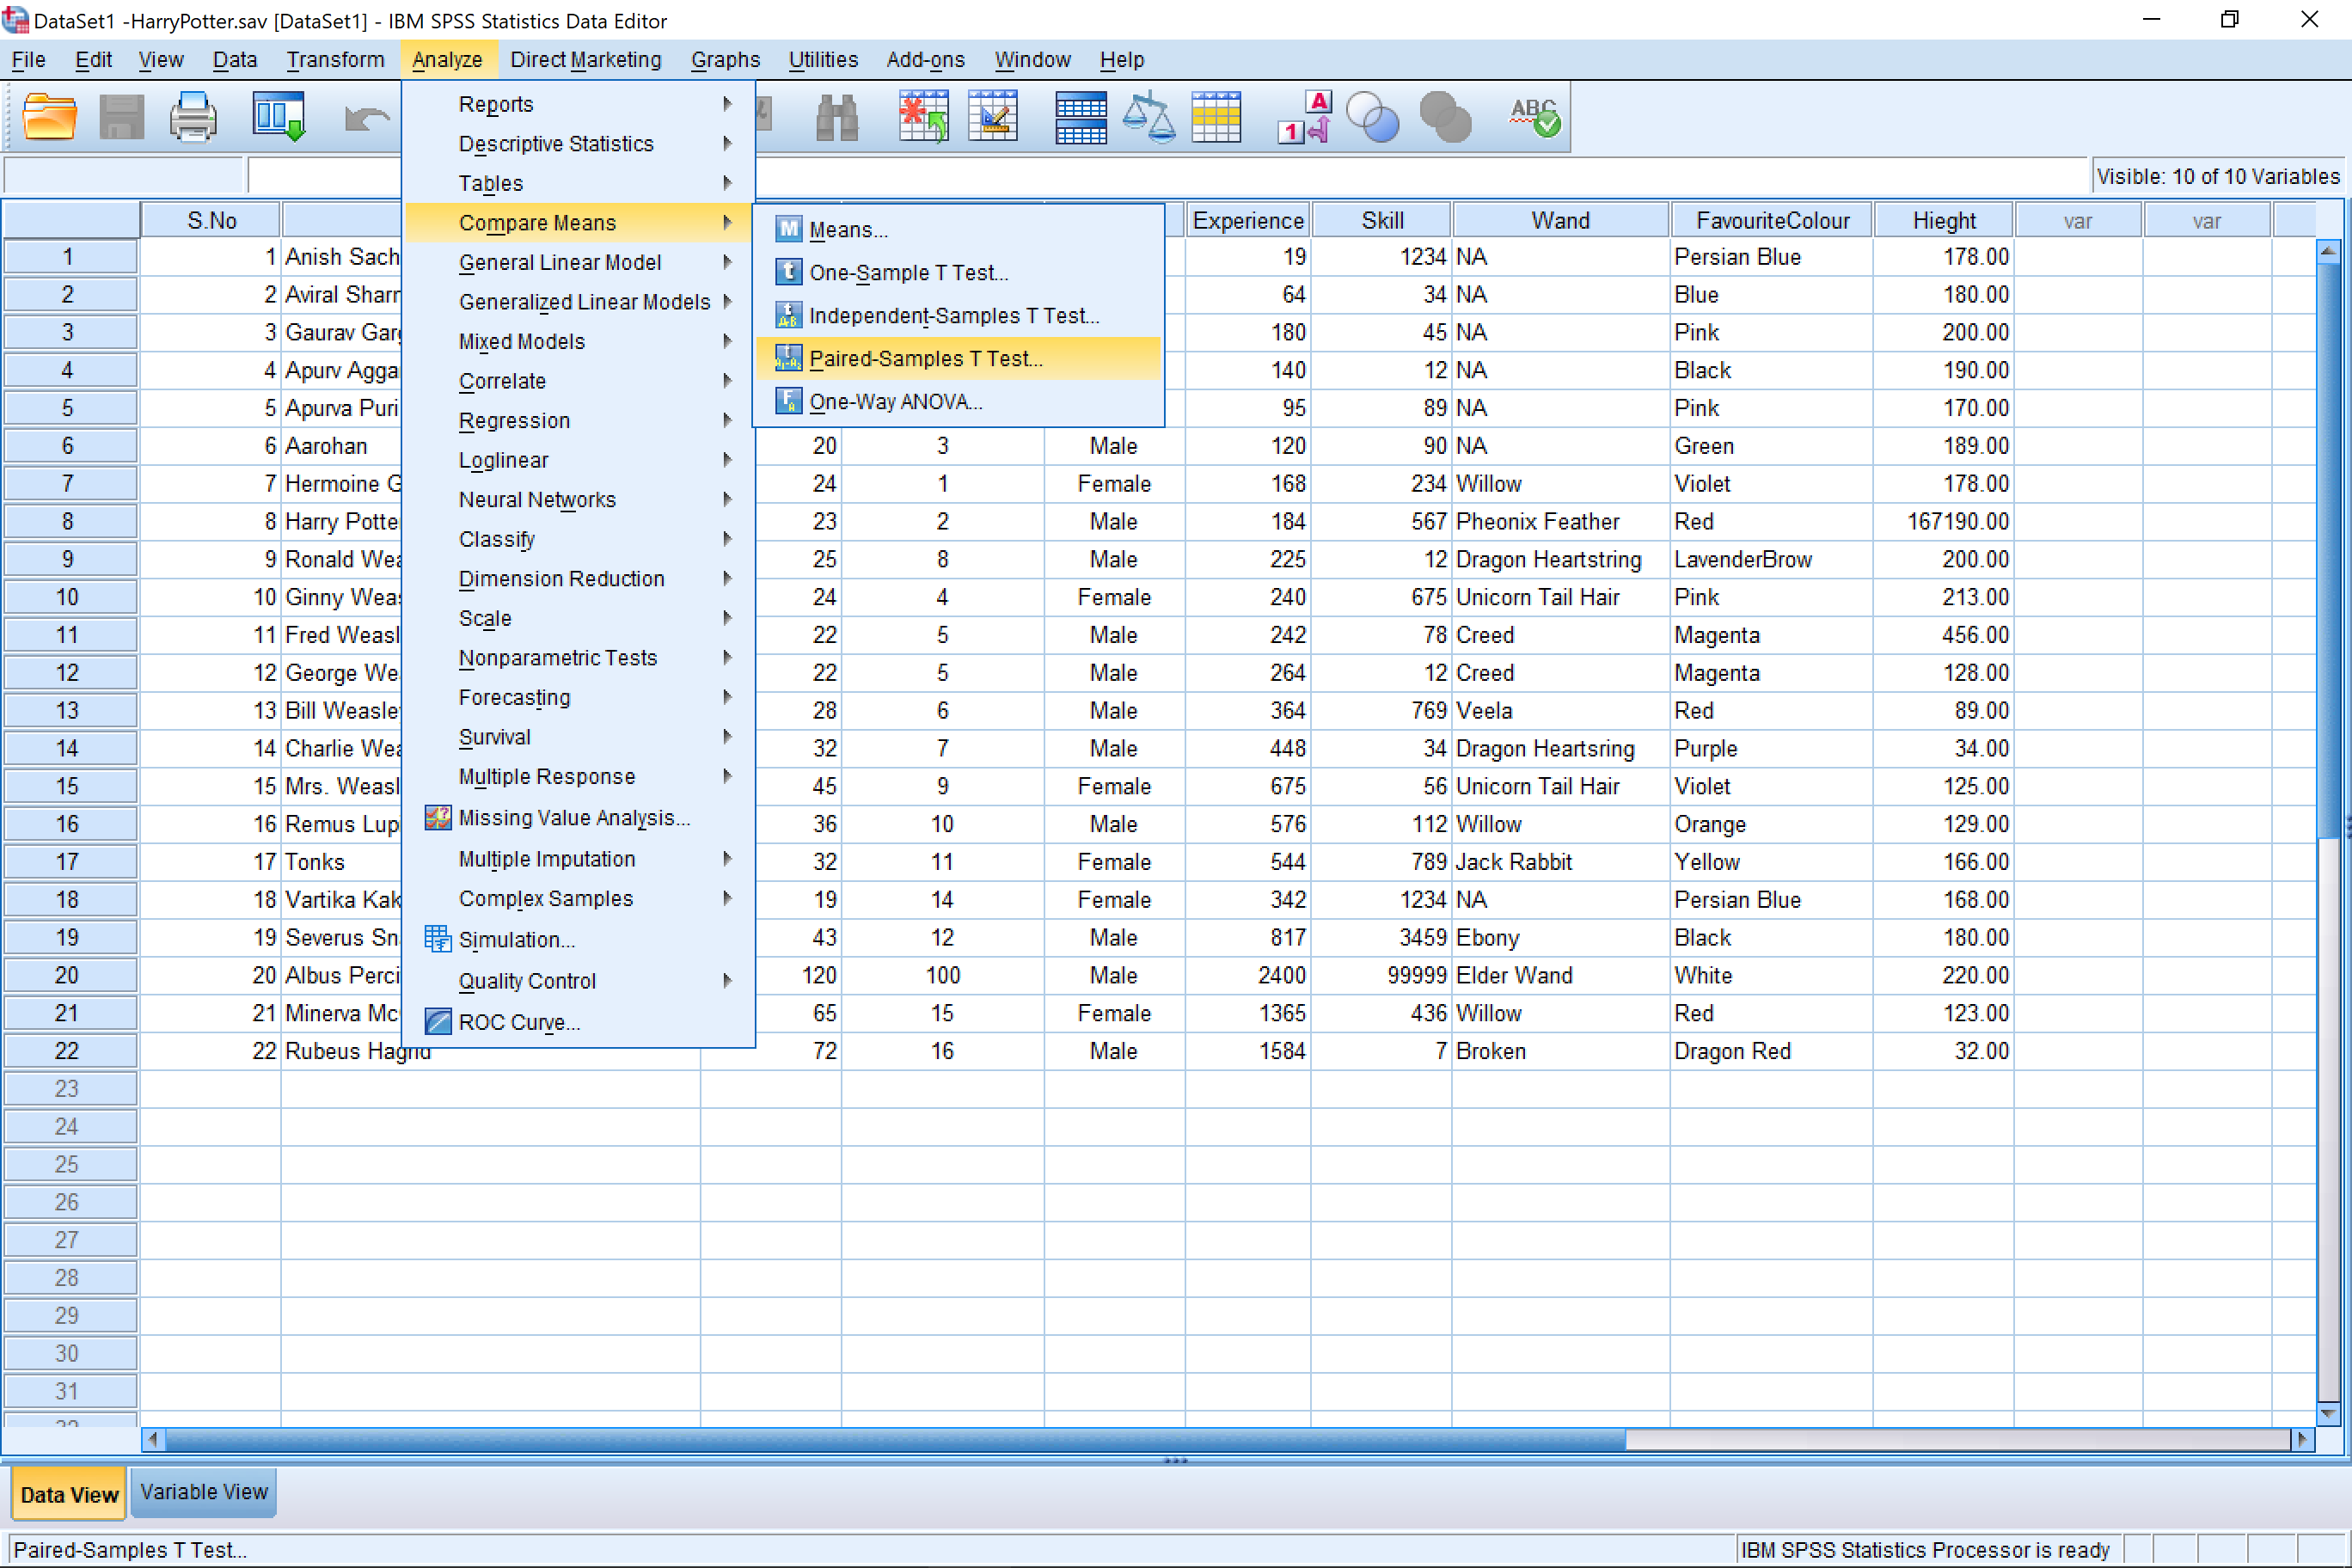 DataSet1 -HarryPotter.sav [DataSet1] - IBM SPSS Statistics Data Editor
File Edit View Data Transform Analyze Direct Marketing Graphs Utilities Add-ons Window Help
Visible: 10 of 10 Variables
Reports
Descriptive Statistics
Tables
Compare Means
General Linear Model
Generalized Linear Models
Mixed Models
Correlate
Regression
Loglinear
Neural Networks
Classify
Dimension Reduction
Scale
Nonparametric Tests
Forecasting
Survival
Multiple Response
Missing Value Analysis...
Multiple Imputation
Complex Samples
Simulation...
Quality Control
ROC Curve...
Means...
One-Sample T Test...
Independent-Samples T Test...
Paired-Samples T Test...
One-Way ANOVA...
S.No Experience Skill Wand FavouriteColour Hieght var var
1 1 Anish Sach 19 1234 NA Persian Blue 178.00
2 2 Aviral Shar 64 34 NA Blue 180.00
3 3 Gaurav Gar 180 45 NA Pink 200.00
4 4 Apurv Agga 140 12 NA Black 190.00
5 5 Apurva Puri 95 89 NA Pink 170.00
6 6 Aarohan 20 3 Male 120 90 NA Green 189.00
7 7 Hermoine G 24 1 Female 168 234 Willow Violet 178.00
8 8 Harry Potte 23 2 Male 184 567 Pheonix Feather Red 167190.00
9 9 Ronald Wea 25 8 Male 225 12 Dragon Heartstring LavenderBrow 200.00
10 10 Ginny Weas 24 4 Female 240 675 Unicorn Tail Hair Pink 213.00
11 11 Fred Weasl 22 5 Male 242 78 Creed Magenta 456.00
12 12 George We 22 5 Male 264 12 Creed Magenta 128.00
13 13 Bill Weasle 28 6 Male 364 769 Veela Red 89.00
14 14 Charlie Wea 32 7 Male 448 34 Dragon Heartsring Purple 34.00
15 15 Mrs. Weasl 45 9 Female 675 56 Unicorn Tail Hair Violet 125.00
16 16 Remus Lup 36 10 Male 576 112 Willow Orange 129.00
17 17 Tonks 32 11 Female 544 789 Jack Rabbit Yellow 166.00
18 18 Vartika Kak 19 14 Female 342 1234 NA Persian Blue 168.00
19 19 Severus Sn 43 12 Male 817 3459 Ebony Black 180.00
20 20 Albus Perci 120 100 Male 2400 99999 Elder Wand White 220.00
21 21 Minerva Mc 65 15 Female 1365 436 Willow Red 123.00
22 22 Rubeus Hagrid 72 16 Male 1584 7 Broken Dragon Red 32.00
23
24
25
26
27
28
29
30
31
Data View Variable View
Paired-Samples T Test... IBM SPSS Statistics Processor is ready